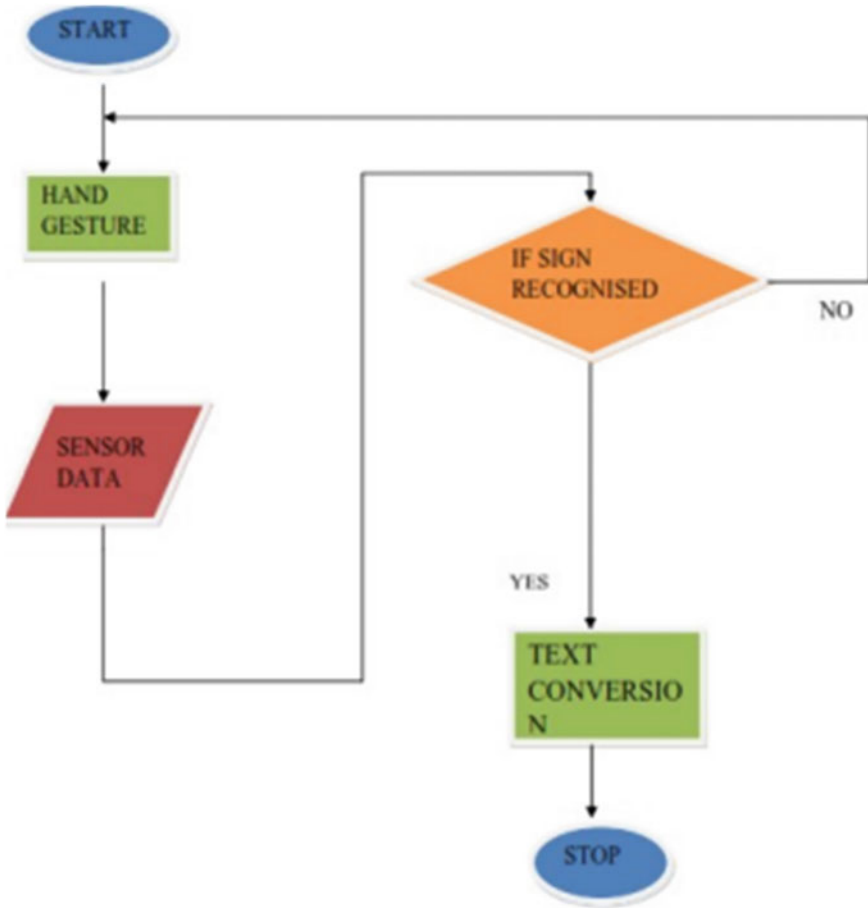 START
HAND
GESTURE
SENSOR
DATA
IF SIGN
RECOGNISED
NO
YES
TEXT
CONVERSIO
N
STOP